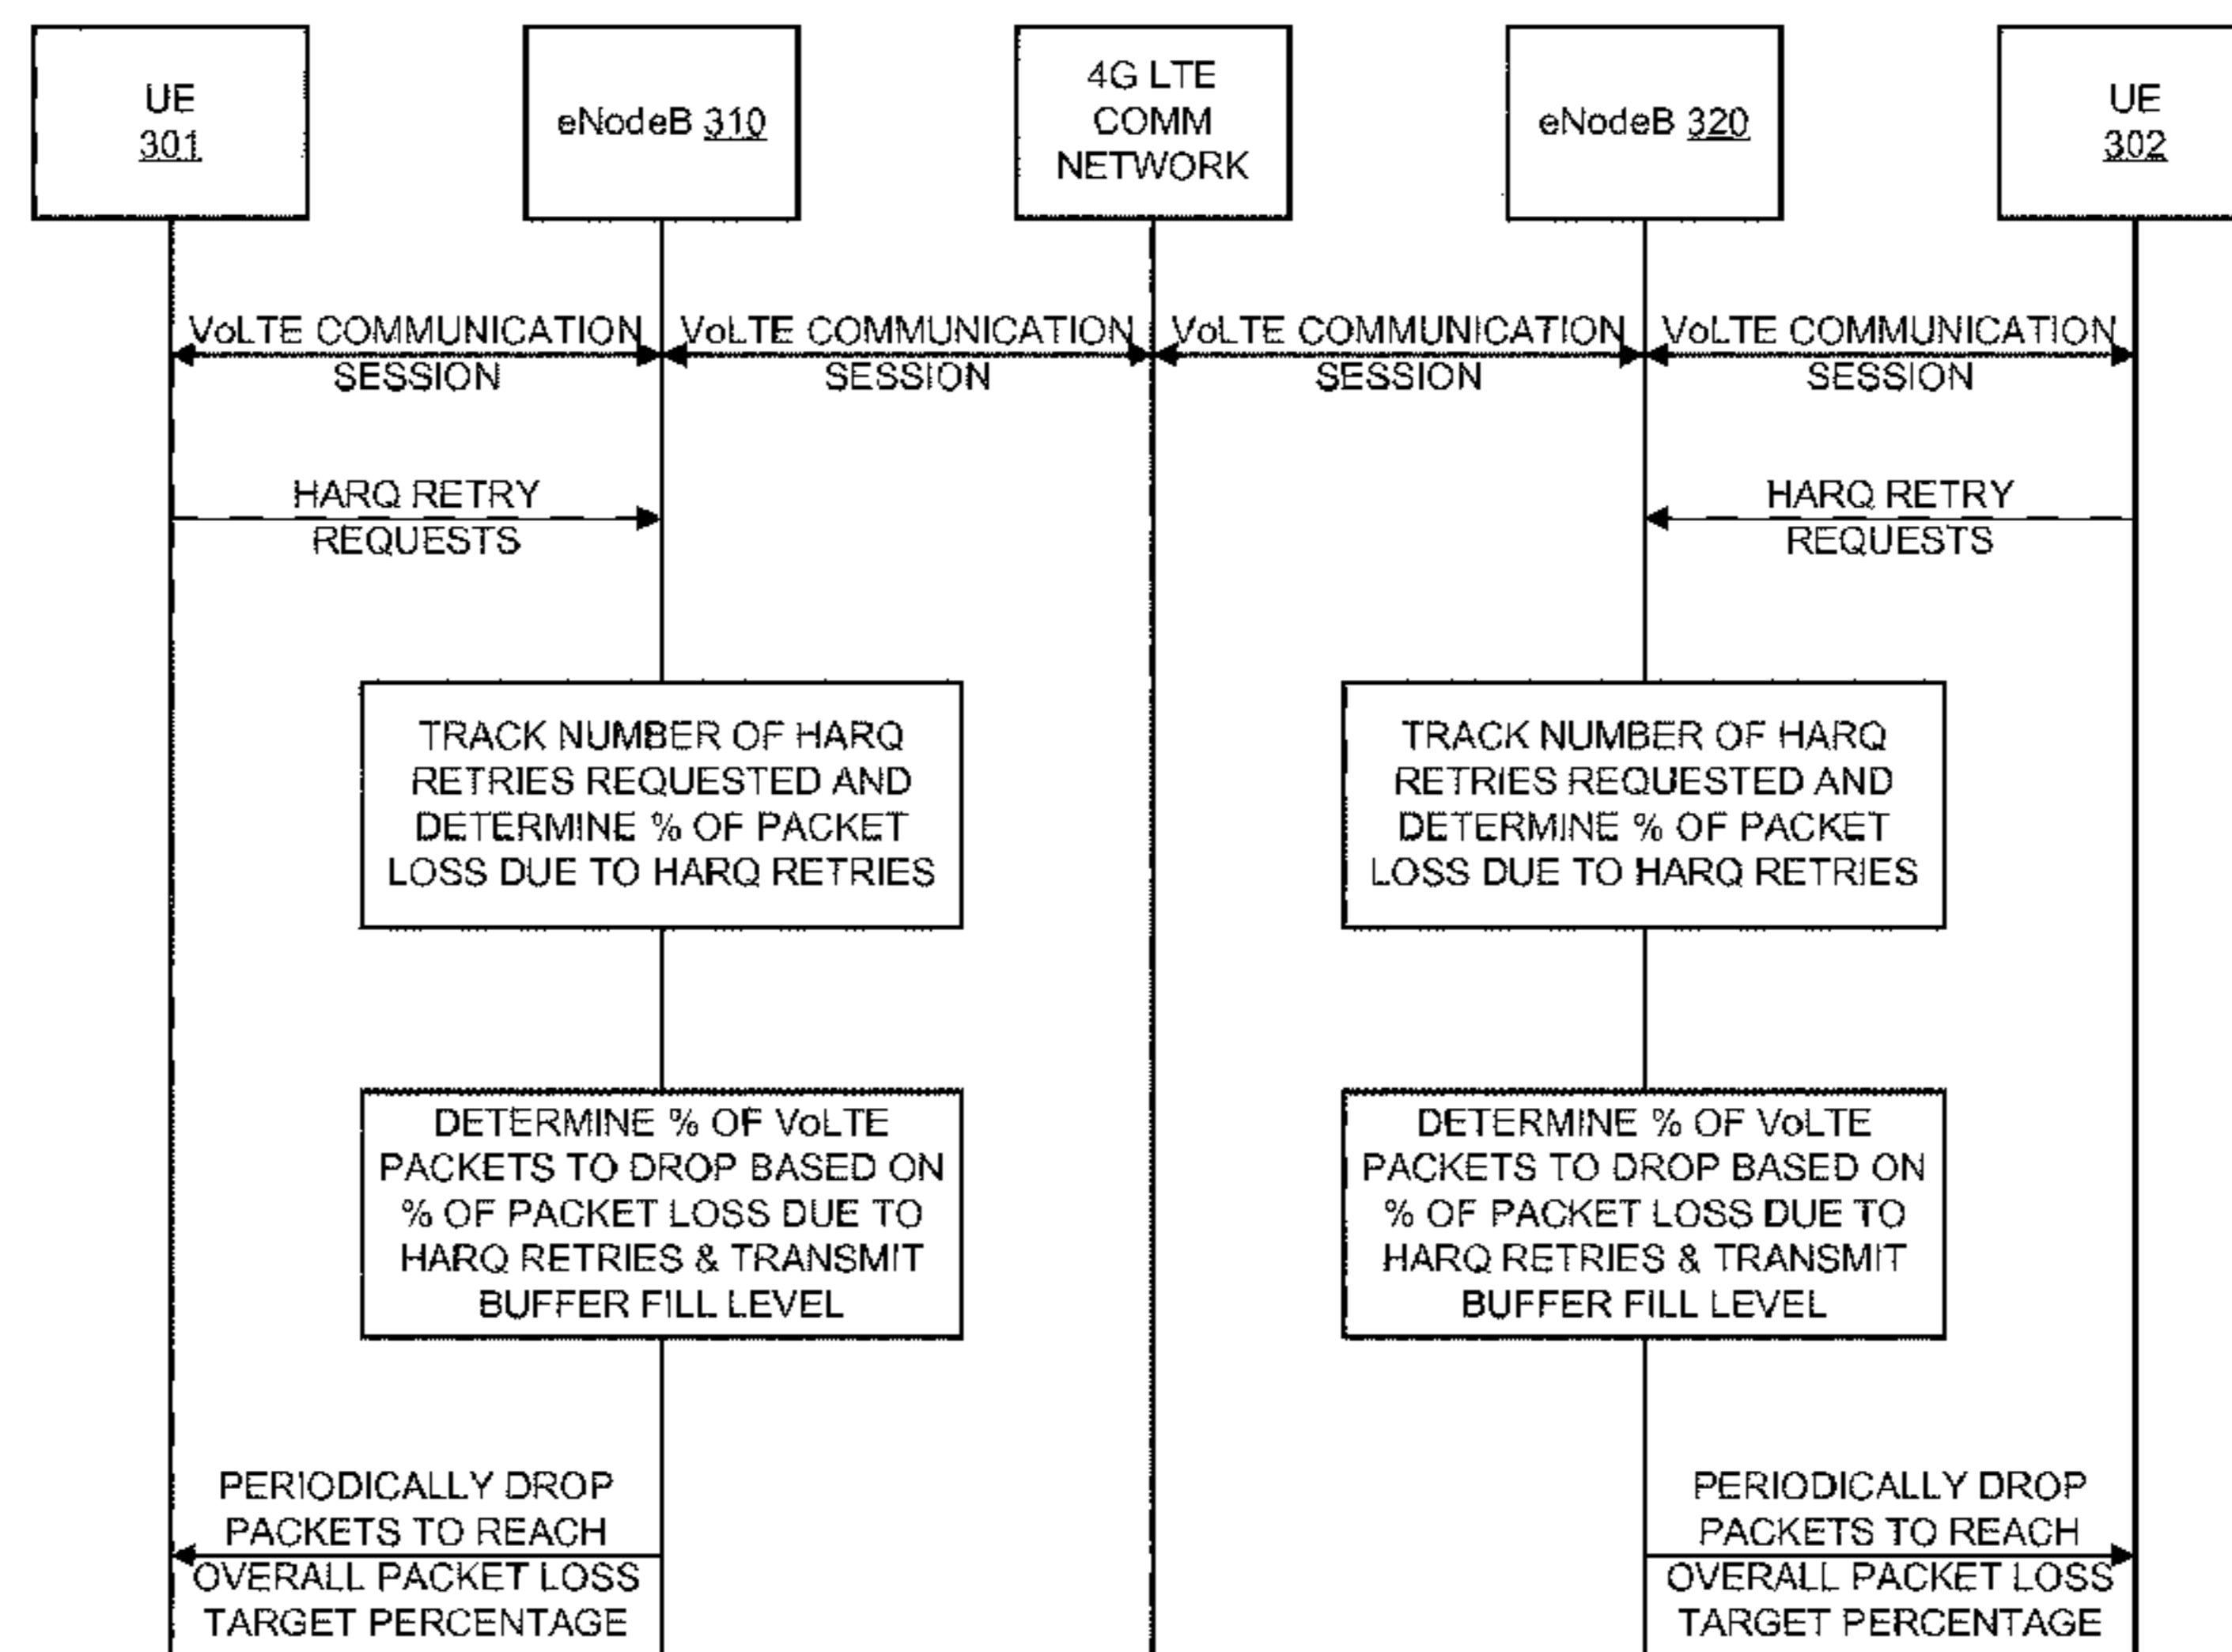 UE
301
eNodeB 310
4G LTE
COMM
NETWORK
eNodeB 320
UE
302
VoLTE COMMUNICATION
SESSION
VoLTE COMMUNICATION
SESSION
VoLTE COMMUNICATION
SESSION
VoLTE COMMUNICATION
SESSION
HARQ RETRY
REQUESTS
HARQ RETRY
REQUESTS
TRACK NUMBER OF HARQ
RETRIES REQUESTED AND
DETERMINE % OF PACKET
LOSS DUE TO HARQ RETRIES
TRACK NUMBER OF HARQ
RETRIES REQUESTED AND
DETERMINE % OF PACKET
LOSS DUE TO HARQ RETRIES
DETERMINE % OF VoLTE
PACKETS TO DROP BASED ON
% OF PACKET LOSS DUE TO
HARQ RETRIES & TRANSMIT
BUFFER FILL LEVEL
DETERMINE % OF VoLTE
PACKETS TO DROP BASED ON
% OF PACKET LOSS DUE TO
HARQ RETRIES & TRANSMIT
BUFFER FILL LEVEL
PERIODICALLY DROP
PACKETS TO REACH
OVERALL PACKET LOSS
TARGET PERCENTAGE
PERIODICALLY DROP
PACKETS TO REACH
OVERALL PACKET LOSS
TARGET PERCENTAGE